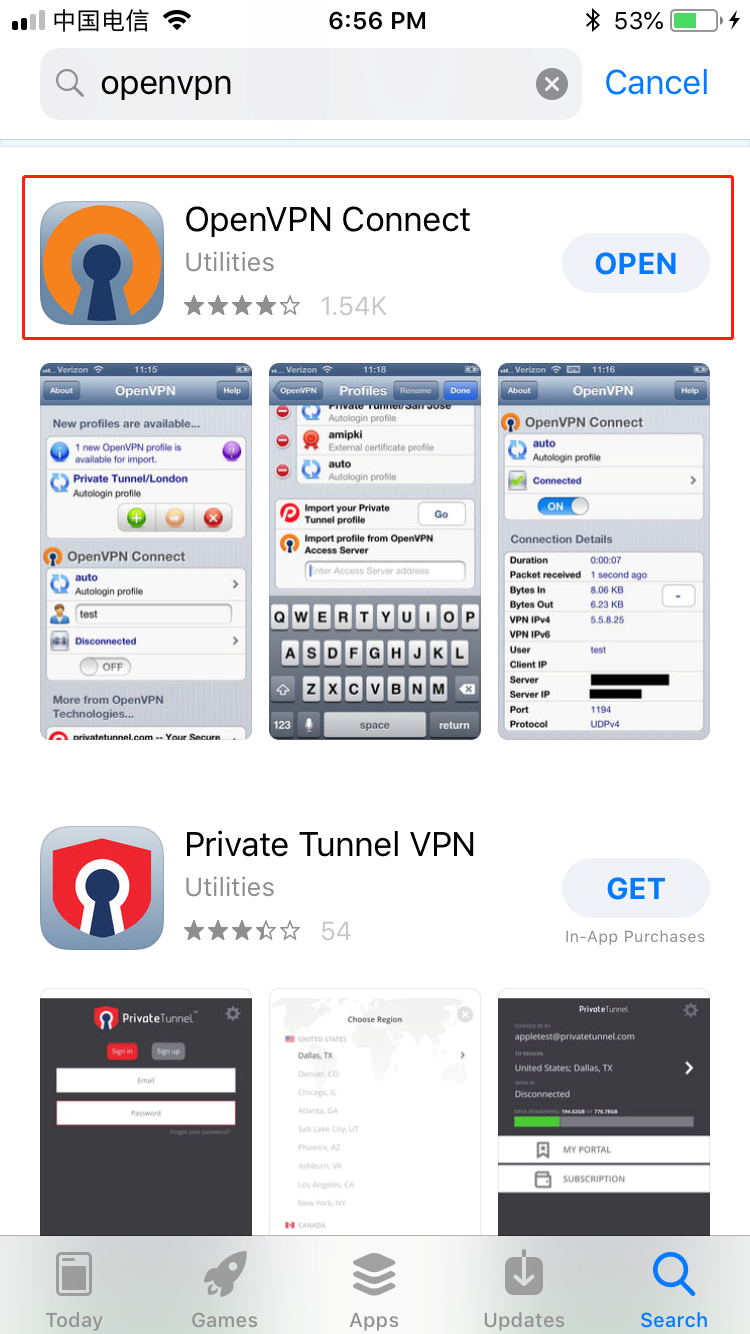 中国电信 6:56 PM 53%
openvpn Cancel
OpenVPN Connect
Utilities
OPEN
1.54K
Verizon 11:15
About OpenVPN Help
New profiles are available...
1 new OpenVPN profile is
available for import.
Private Tunnel/London
Autologin profile
OpenVPN Connect
auto
Autologin profile
test
Disconnected
OFF
More from OpenVPN
Technologies...
privatetunnel.com -- Your Secure
Verizon 11:18
OpenVPN Profiles Rename Done
Private Tunnel/San Jose
Autologin profile
amipki
External certificate profile
auto
Autologin profile
Import your Private
Tunnel profile
Go
Import profile from OpenVPN
Access Server
Enter Access Server address
Q W E R T Y U I O P
A S D F G H J K L
Z X C V B N M
123 space return
Verizon 11:16
About OpenVPN Help
OpenVPN Connect
auto
Autologin profile
Connected
ON
Connection Details
Duration 0:00:07
Packet received 1 second ago
Bytes In 8.06 KB
Bytes Out 6.23 KB
-
VPN IPv4 5.5.8.25
VPN IPv6
User test
Client IP
Server
Server IP
Port 1194
Protocol UDPv4
Private Tunnel VPN
Utilities
GET
54
In-App Purchases
PrivateTunnel™
Sign in Sign up
Email
Password
Forgot your password?
Choose Region
UNITED STATES
Dallas, TX
Denver, CO
Chicago, IL
Atlanta, GA
Salt Lake City, UT
Phoenix, AZ
Ashburn, VA
Los Angeles, CA
New York, NY
CANADA
PrivateTunnel
LOGGED IN AS
appletest@privatetunnel.com
TO REGION
United States; Dallas, TX
WITH IP
Disconnected
DATA REMAINING 194.02GB OF 770.78GB
MY PORTAL
SUBSCRIPTION
Today Games Apps Updates Search